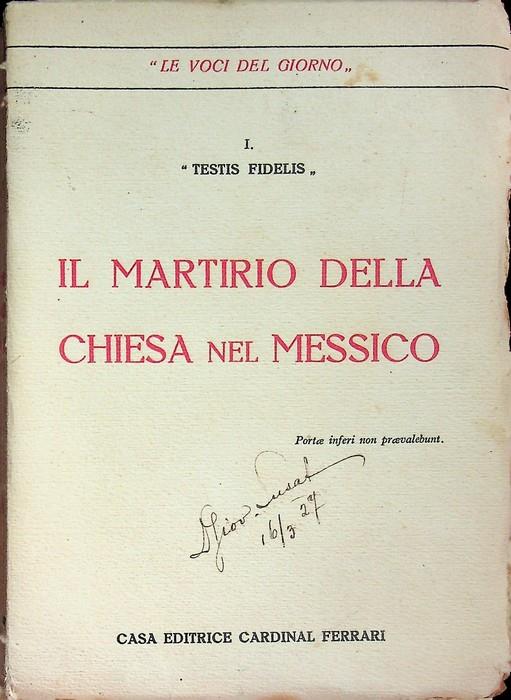 “ LE VOCI DEL GIORNO „
I.
“ TESTIS FIDELIS „
IL MARTIRIO DELLA
CHIESA NEL MESSICO
Portæ inferi non prævalebunt.
16/3 27
CASA EDITRICE CARDINAL FERRARI